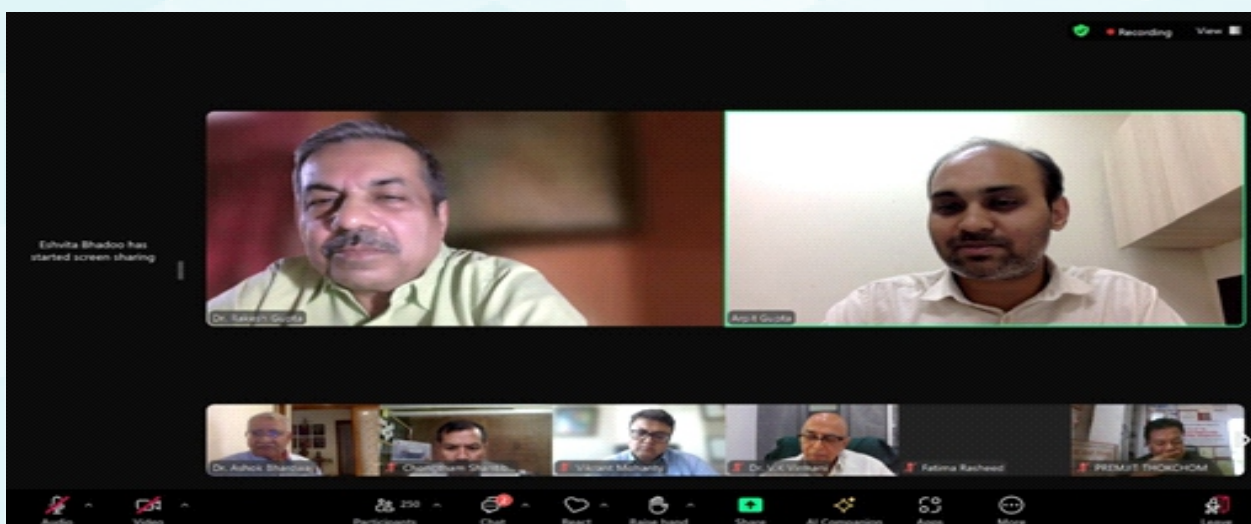 Recording View
Eshvita Bhadoo has
started screen sharing
Dr. Rakesh Gupta
Arpit Gupta
Dr. Ashok Bhardwaj
Vikrant Mohanty
Dr. V.K Virmani
Fatima Rasheed
PREMJIT THOKCHOM
250
2
Audio Video Participants Chat React Raise hand Share AI Companion Apps More Leave